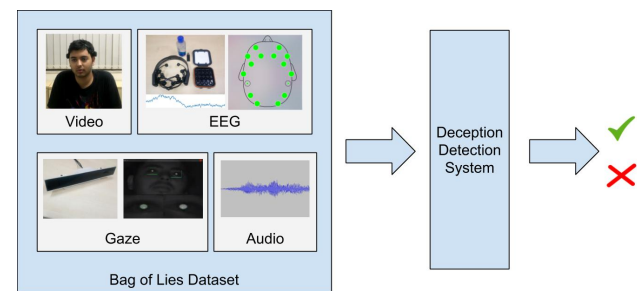 Video
EEG
Gaze
Audio
Bag of Lies Dataset
Deception
Detection
System